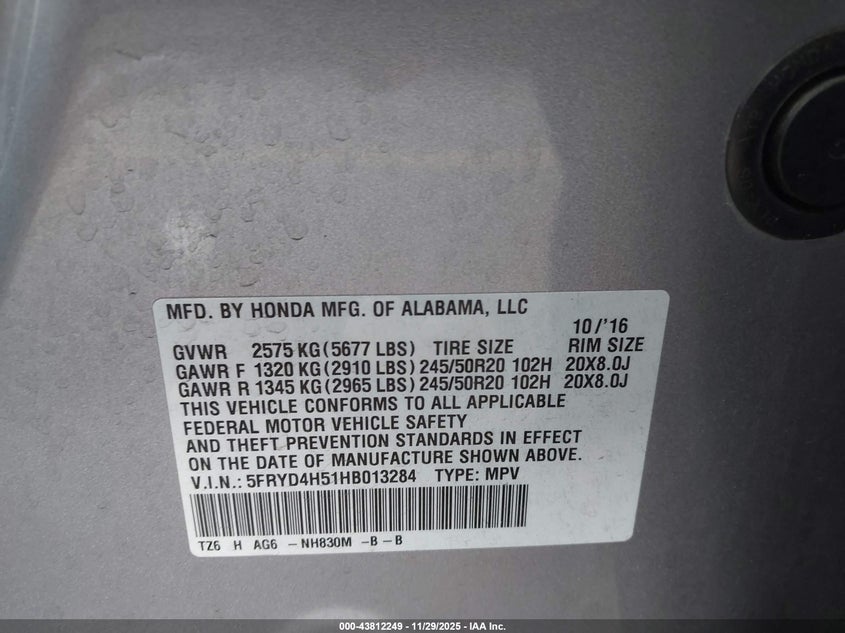 MFD. BY HONDA MFG. OF ALABAMA, LLC
10/'16
GVWR 2575 KG (5677 LBS) TIRE SIZE RIM SIZE
GAWR F 1320 KG (2910 LBS) 245/50R20 102H 20X8.0J
GAWR R 1345 KG (2965 LBS) 245/50R20 102H 20X8.0J
THIS VEHICLE CONFORMS TO ALL APPLICABLE
FEDERAL MOTOR VEHICLE SAFETY
AND THEFT PREVENTION STANDARDS IN EFFECT
ON THE DATE OF MANUFACTURE SHOWN ABOVE.
V.I.N.: 5FRYD4H51HB013284 TYPE: MPV
TZ6 H AG6 -NH830M -B-B
000-43812249 - 11/29/2025 - IAA Inc.